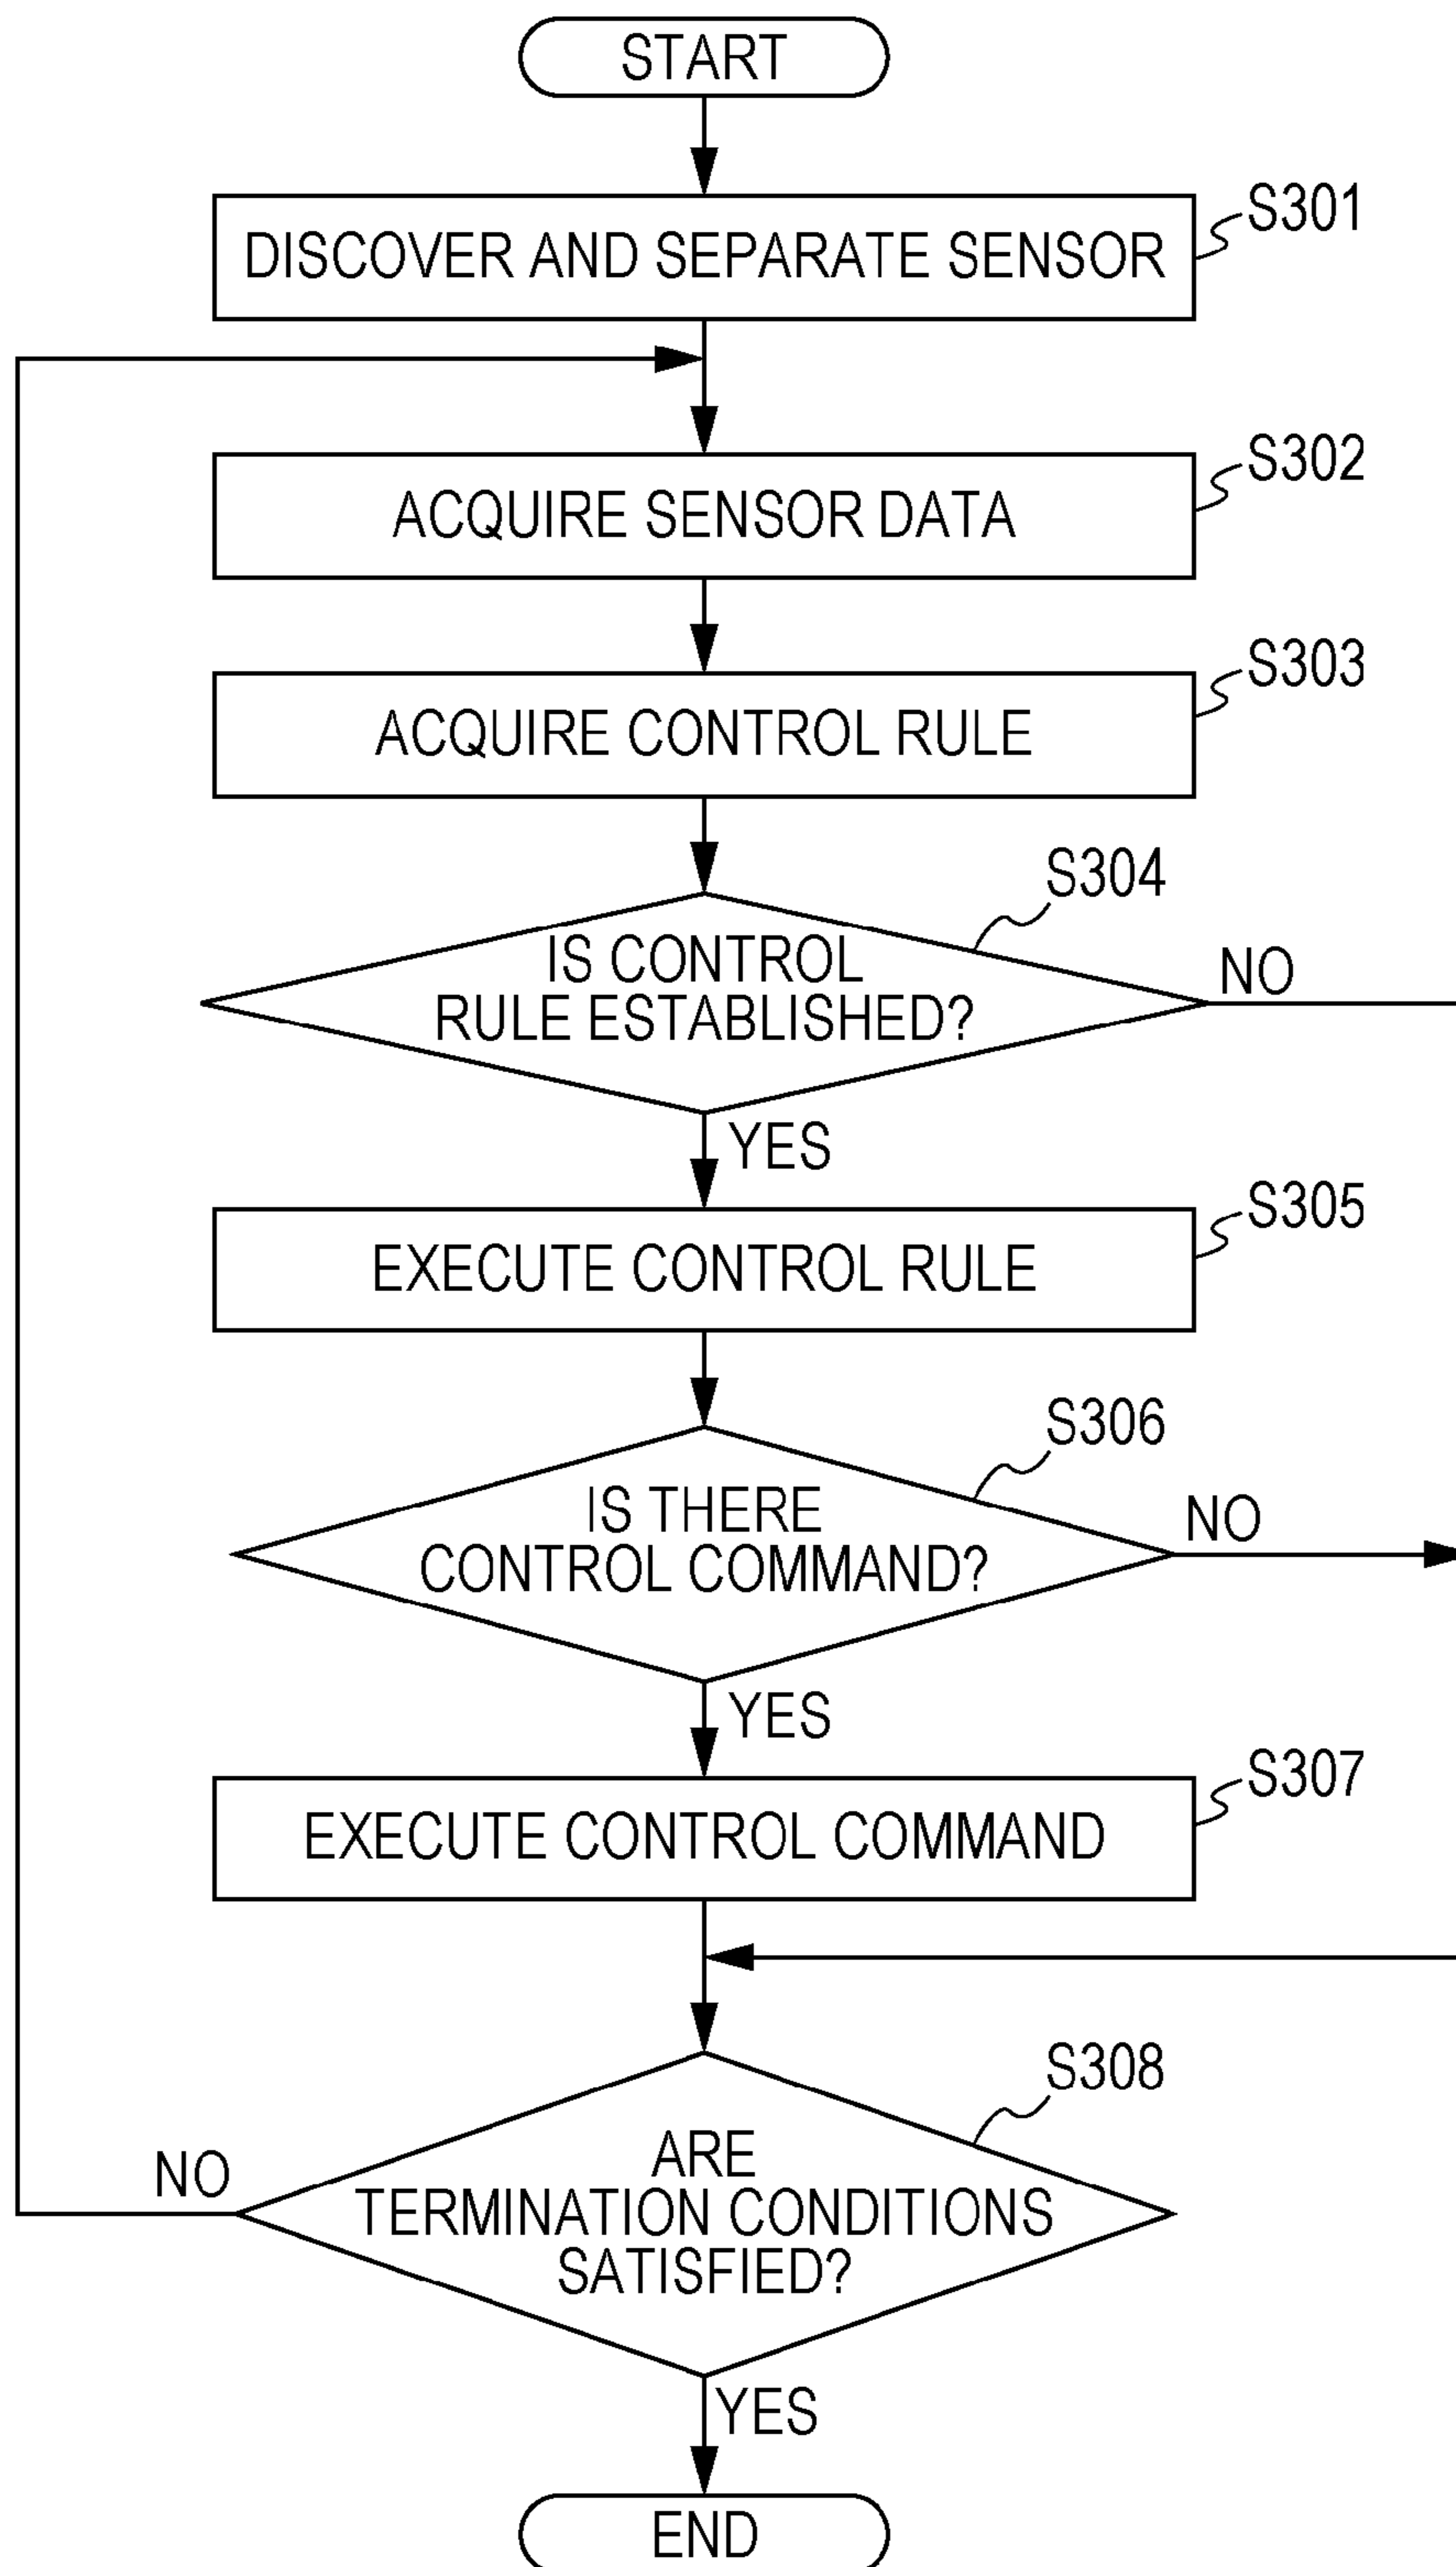 START
DISCOVER AND SEPARATE SENSOR
S301
ACQUIRE SENSOR DATA
S302
ACQUIRE CONTROL RULE
S303
S304
IS CONTROL
RULE ESTABLISHED?
NO
YES
EXECUTE CONTROL RULE
S305
S306
IS THERE
CONTROL COMMAND?
NO
YES
EXECUTE CONTROL COMMAND
S307
S308
ARE
TERMINATION CONDITIONS
SATISFIED?
NO
YES
END